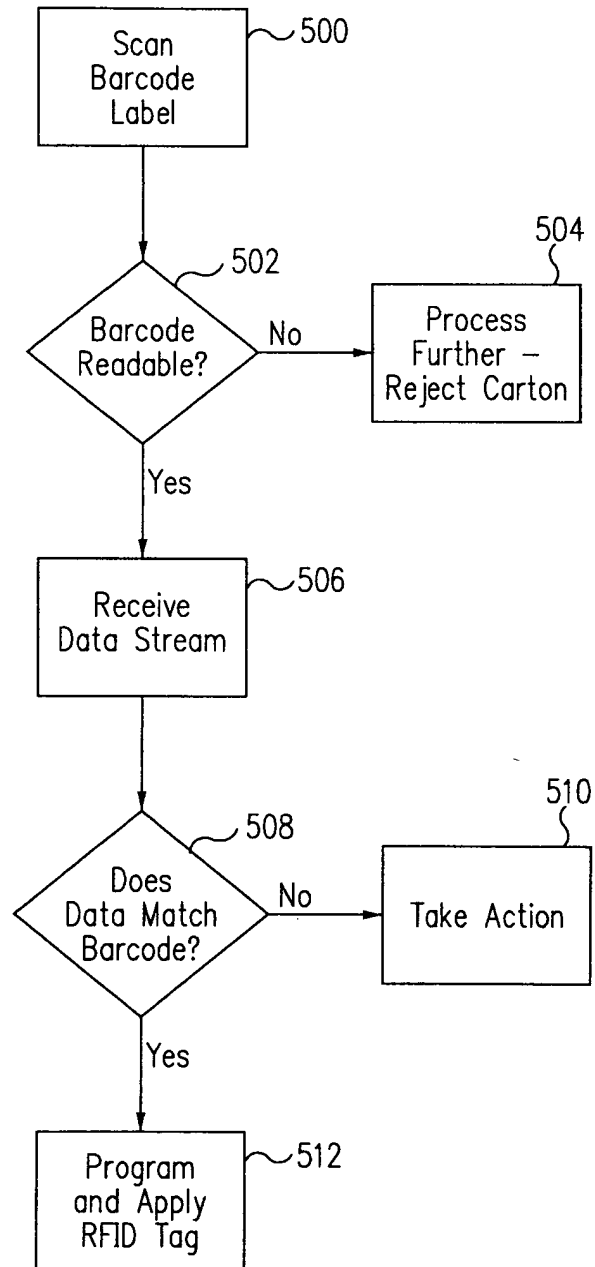 Scan
Barcode
Label
500
502
Barcode
Readable?
No
504
Process
Further –
Reject Carton
Yes
Receive
Data Stream
506
508
Does
Data Match
Barcode?
No
510
Take Action
Yes
Program
and Apply
RFID Tag
512